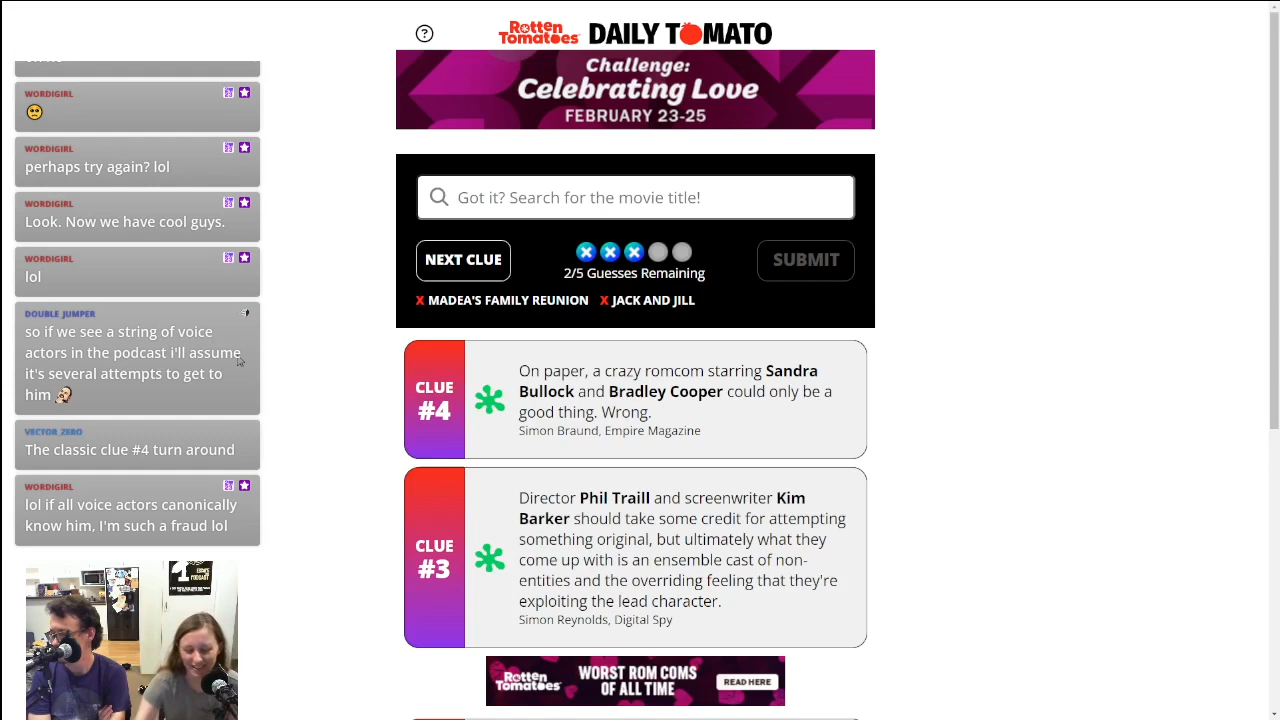 WORDIGIRL
WORDIGIRL
perhaps try again? lol
WORDIGIRL
Look. Now we have cool guys.
WORDIGIRL
lol
DOUBLE_JUMPER
so if we see a string of voice
actors in the podcast i'll assume
it's several attempts to get to
him
VECTOR_ZERO
The classic clue #4 turn around
WORDIGIRL
lol if all voice actors canonically
know him, I'm such a fraud lol
?
Rotten
Tomatoes
DAILY TOMATO
Challenge:
Celebrating Love
FEBRUARY 23-25
Got it? Search for the movie title!
NEXT CLUE
2/5 Guesses Remaining
SUBMIT
X MADEA'S FAMILY REUNION X JACK AND JILL
CLUE
#4
On paper, a crazy romcom starring Sandra
Bullock and Bradley Cooper could only be a
good thing. Wrong.
Simon Braund, Empire Magazine
CLUE
#3
Director Phil Traill and screenwriter Kim
Barker should take some credit for attempting
something original, but ultimately what they
come up with is an ensemble cast of non-
entities and the overriding feeling that they're
exploiting the lead character.
Simon Reynolds, Digital Spy
Rotten
Tomatoes
WORST ROM COMS
OF ALL TIME
READ HERE